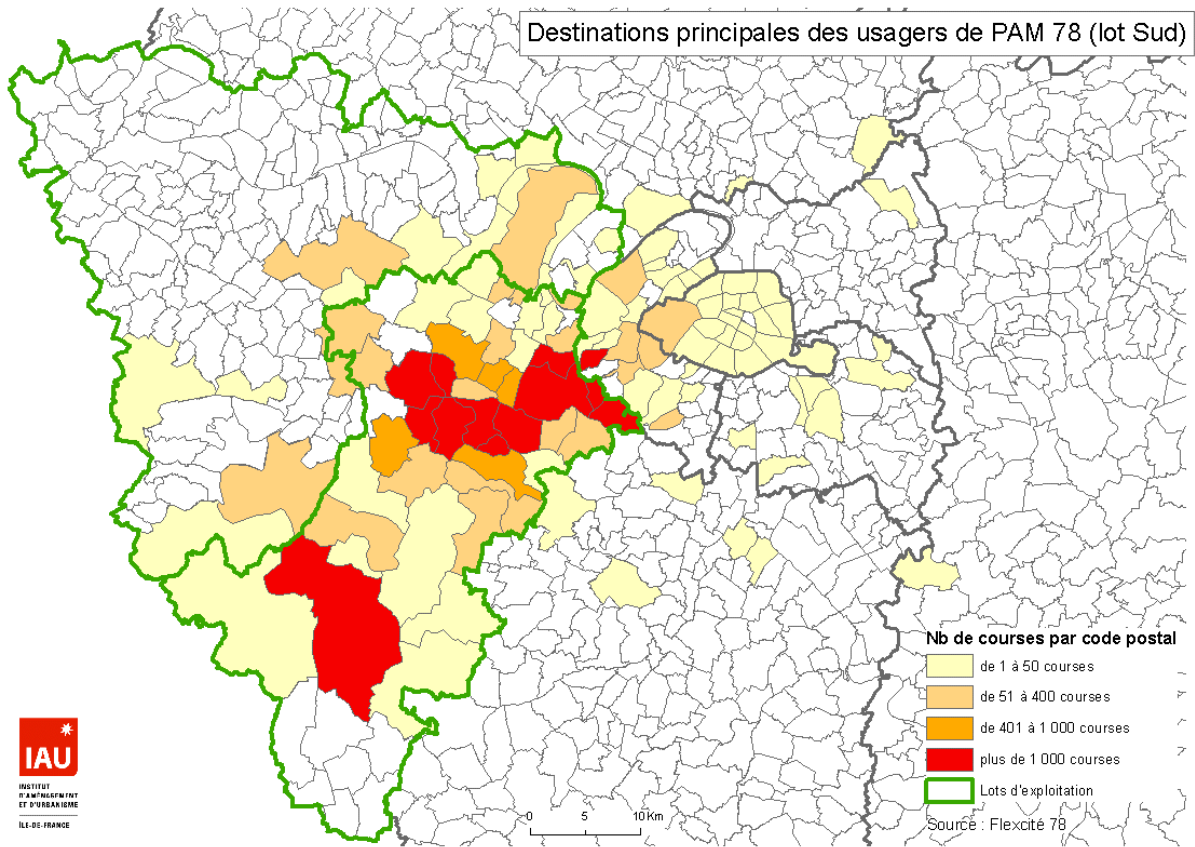 Destinations principales des usagers de PAM 78 (lot Sud)
Nb de courses par code postal
de 1 à 50 courses
de 51 à 400 courses
de 401 à 1 000 courses
plus de 1 000 courses
Lots d'exploitation
Source : Flexcité 78
0 5 10 Km
IAU
INSTITUT
D'AMÉNAGEMENT
ET D'URBANISME
ÎLE-DE-FRANCE